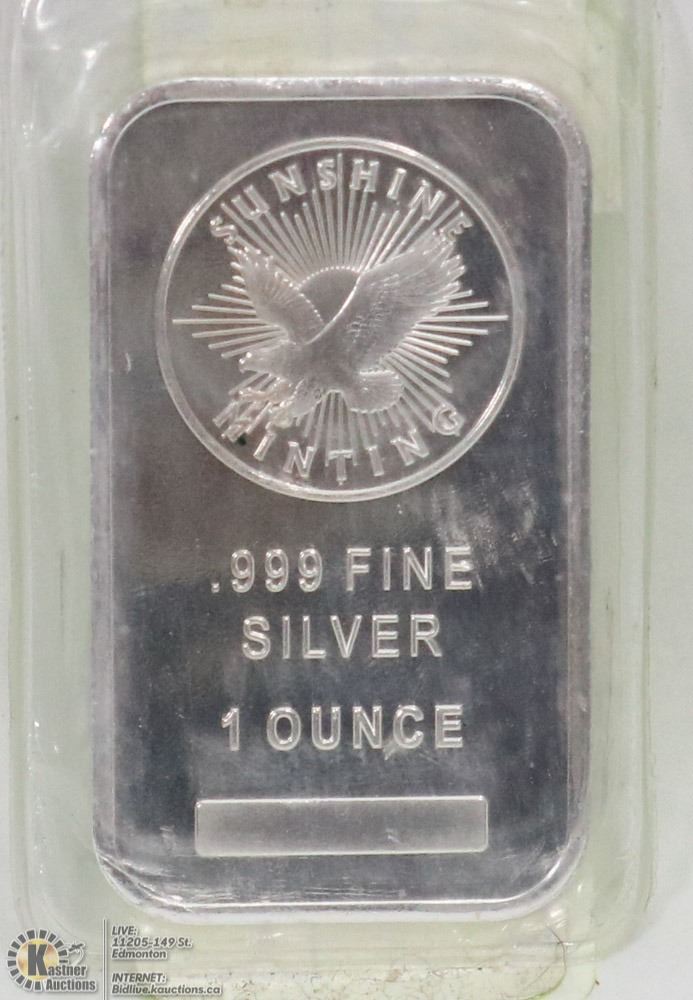 SUNSHINE
MINTING
.999 FINE
SILVER
1 OUNCE
Kastner
Auctions
LIVE:
11205-149 St.
Edmonton
INTERNET:
Bidlive.kauctions.ca